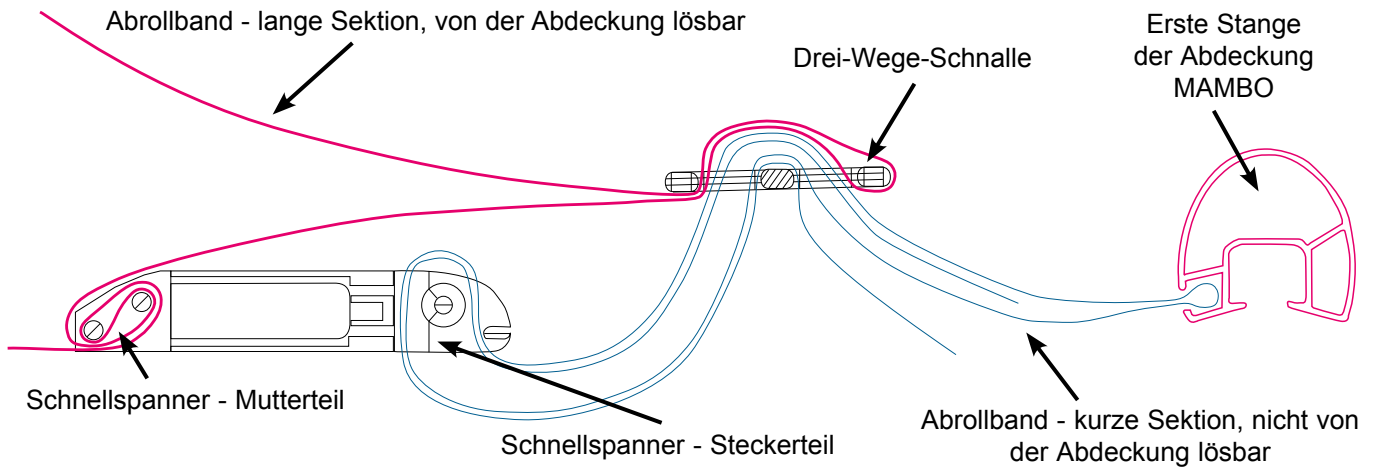 Abrollband - lange Sektion, von der Abdeckung lösbar
Drei-Wege-Schnalle
Erste Stange
der Abdeckung
MAMBO
Schnellspanner - Mutterteil
Schnellspanner - Steckerteil
Abrollband - kurze Sektion, nicht von
der Abdeckung lösbar